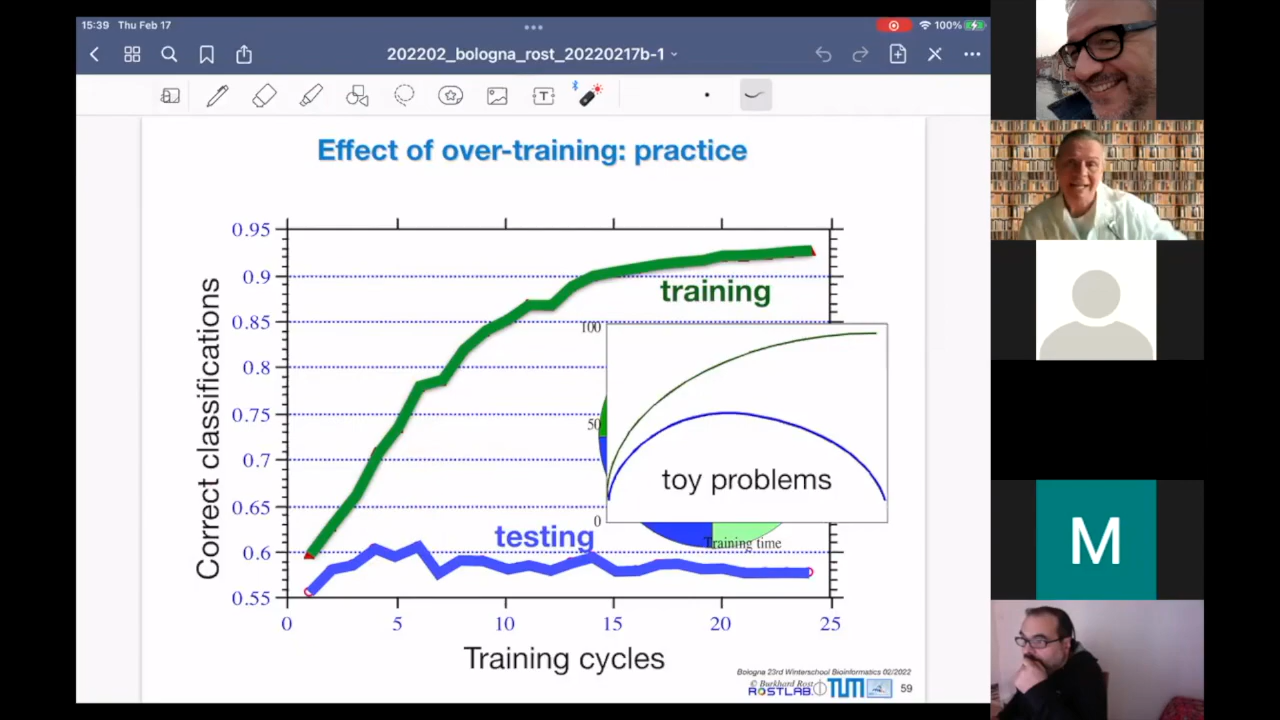 15:39 Thu Feb 17
100%
202202_bologna_rost_20220217b-1
T
Effect of over-training: practice
0.95
0.9
0.85
0.8
0.75
0.7
0.65
0.6
0.55
Correct classifications
training
100
50
0
toy problems
Training time
testing
0
5
10
15
20
25
Training cycles
Bologna 23rd Winterschool Bioinformatics 02/2022
© Burkhard Rost
ROSTLAB
TUM
59
M